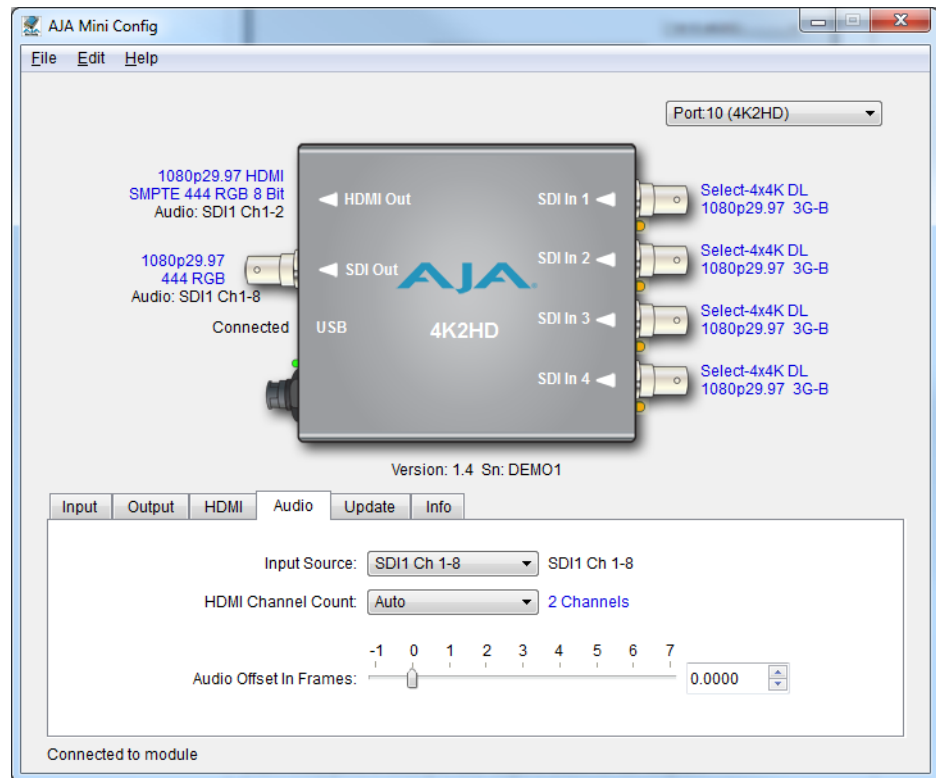 AJA Mini Config
File Edit Help
Port:10 (4K2HD)
1080p29.97 HDMI
SMPTE 444 RGB 8 Bit
Audio: SDI1 Ch1-2
HDMI Out
SDI In 1
Select-4x4K DL
1080p29.97 3G-B
1080p29.97
444 RGB
Audio: SDI1 Ch1-8
SDI Out
AJA
SDI In 2
Select-4x4K DL
1080p29.97 3G-B
Connected
USB
4K2HD
SDI In 3
Select-4x4K DL
1080p29.97 3G-B
SDI In 4
Select-4x4K DL
1080p29.97 3G-B
Version: 1.4 Sn: DEMO1
Input Output HDMI Audio Update Info
Input Source: SDI1 Ch 1-8 SDI1 Ch 1-8
HDMI Channel Count: Auto 2 Channels
-1 0 1 2 3 4 5 6 7
Audio Offset In Frames: 0.0000
Connected to module